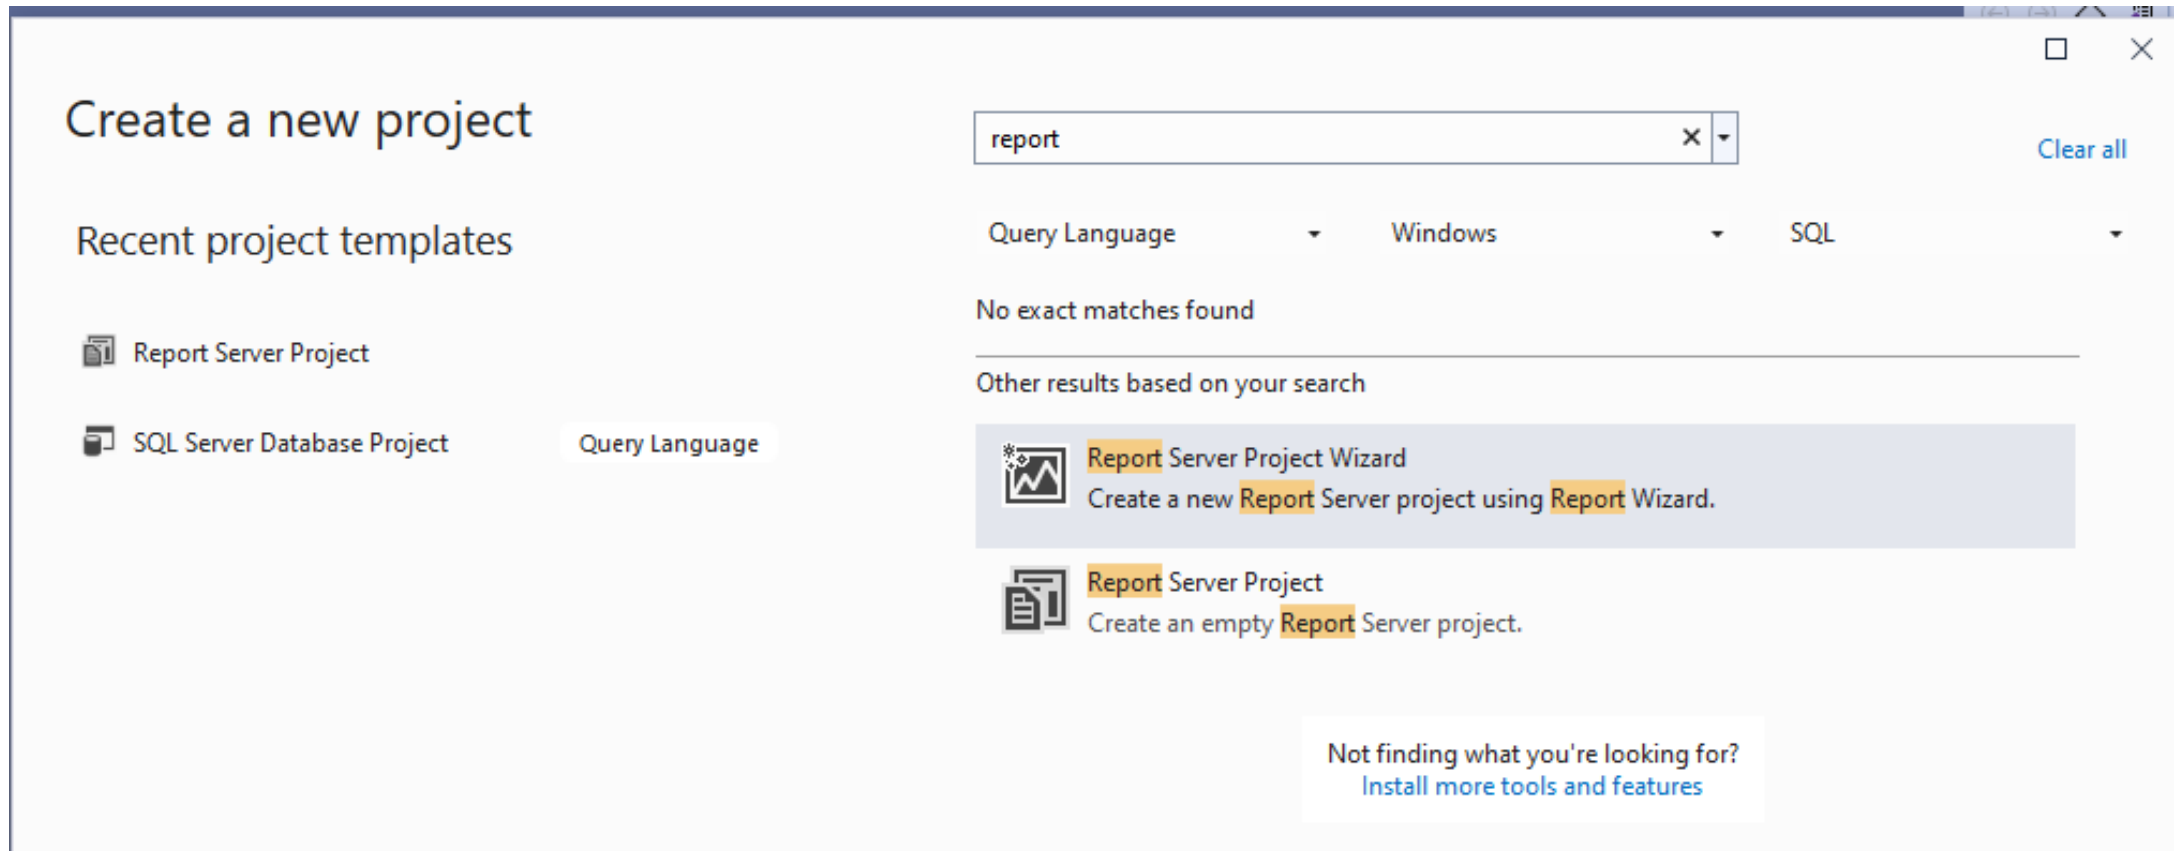 Create a new project
report
Clear all
Recent project templates
Query Language
Windows
SQL
No exact matches found
Other results based on your search
Report Server Project
SQL Server Database Project
Query Language
Report Server Project Wizard
Create a new Report Server project using Report Wizard.
Report Server Project
Create an empty Report Server project.
Not finding what you're looking for?
Install more tools and features